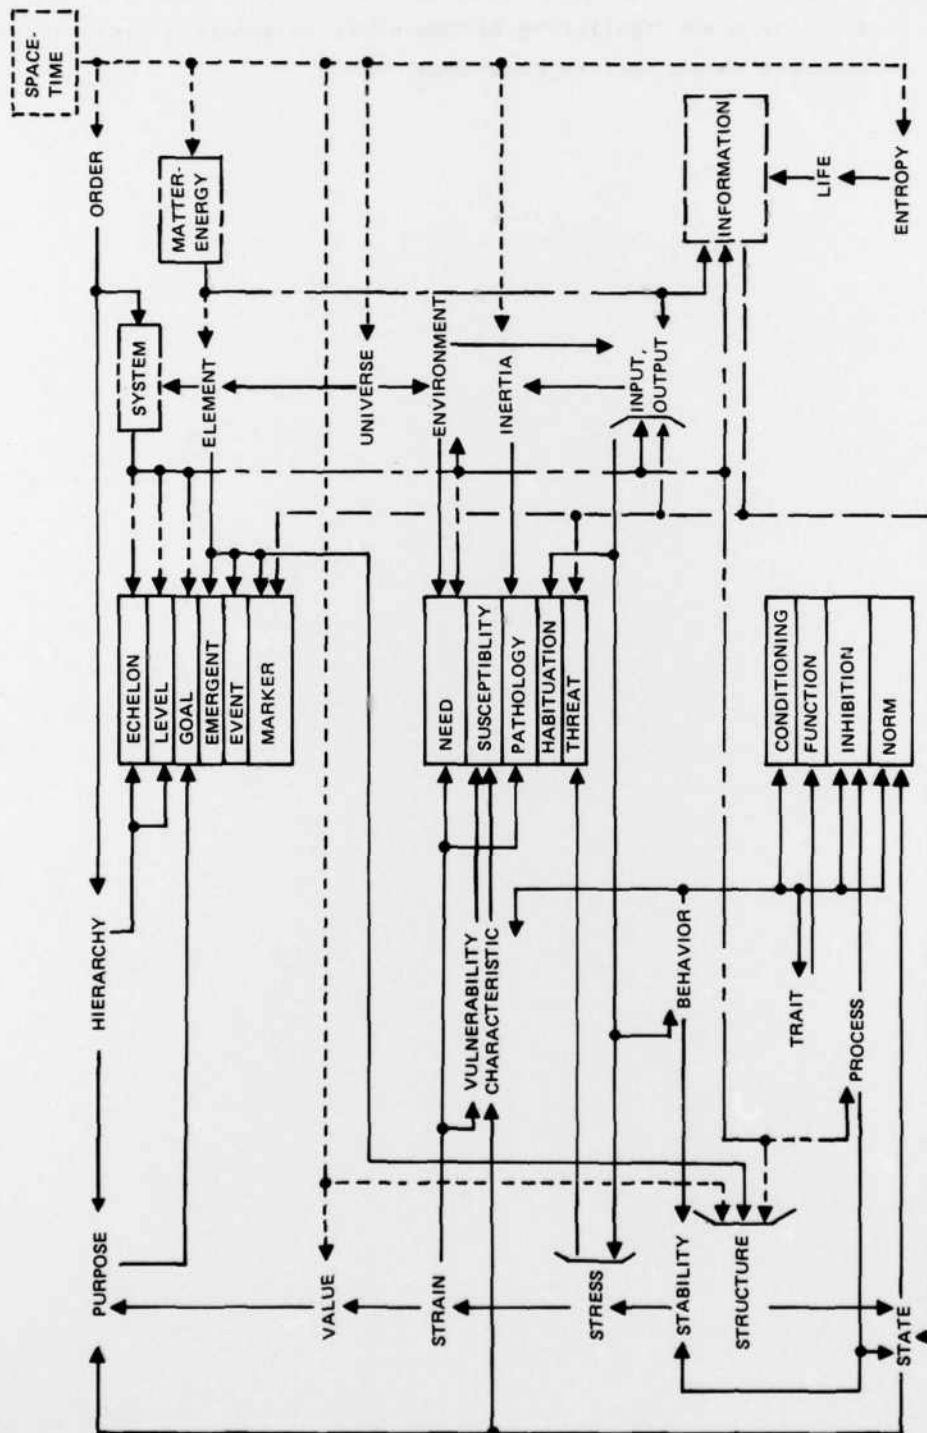 SPACE-
TIME
ORDER
MATTER-
ENERGY
INFORMATION
LIFE
ENTROPY
SYSTEM
ELEMENT
UNIVERSE
ENVIRONMENT
INERTIA
INPUT,
OUTPUT
ECHELON
LEVEL
GOAL
EMERGENT
EVENT
MARKER
NEED
SUSCEPTIBLITY
PATHOLOGY
HABITUATION
THREAT
CONDITIONING
FUNCTION
INHIBITION
NORM
HIERARCHY
VULNERABILITY
CHARACTERISTIC
BEHAVIOR
TRAIT
PROCESS
PURPOSE
VALUE
STRAIN
STRESS
STABILITY
STRUCTURE
STATE